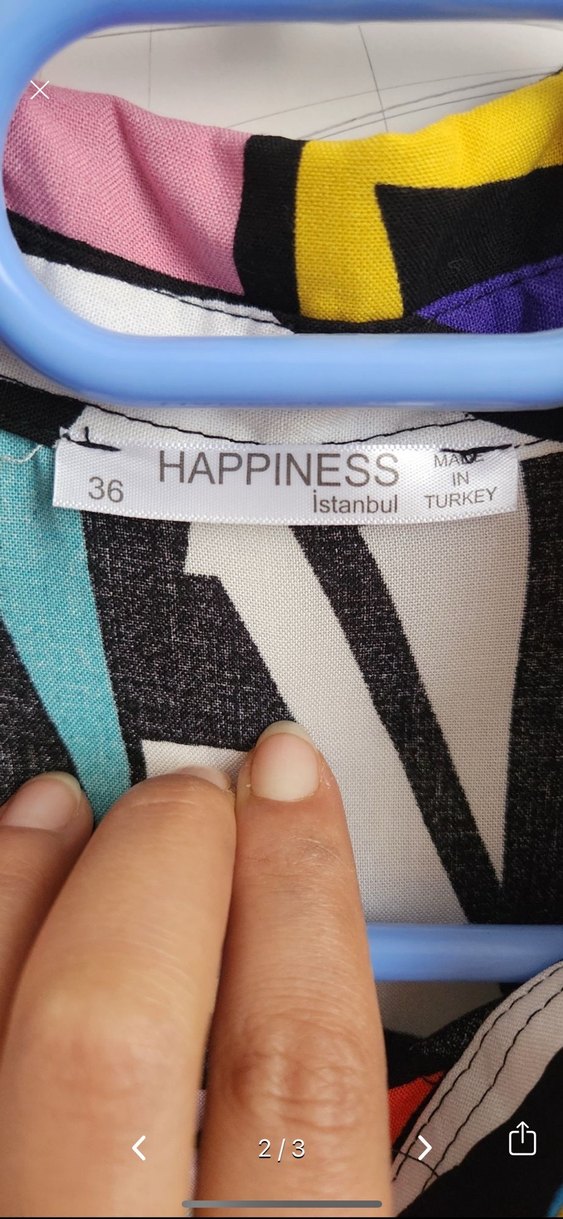 36
HAPPINESS
İstanbul
MADE
IN
TURKEY
2 / 3